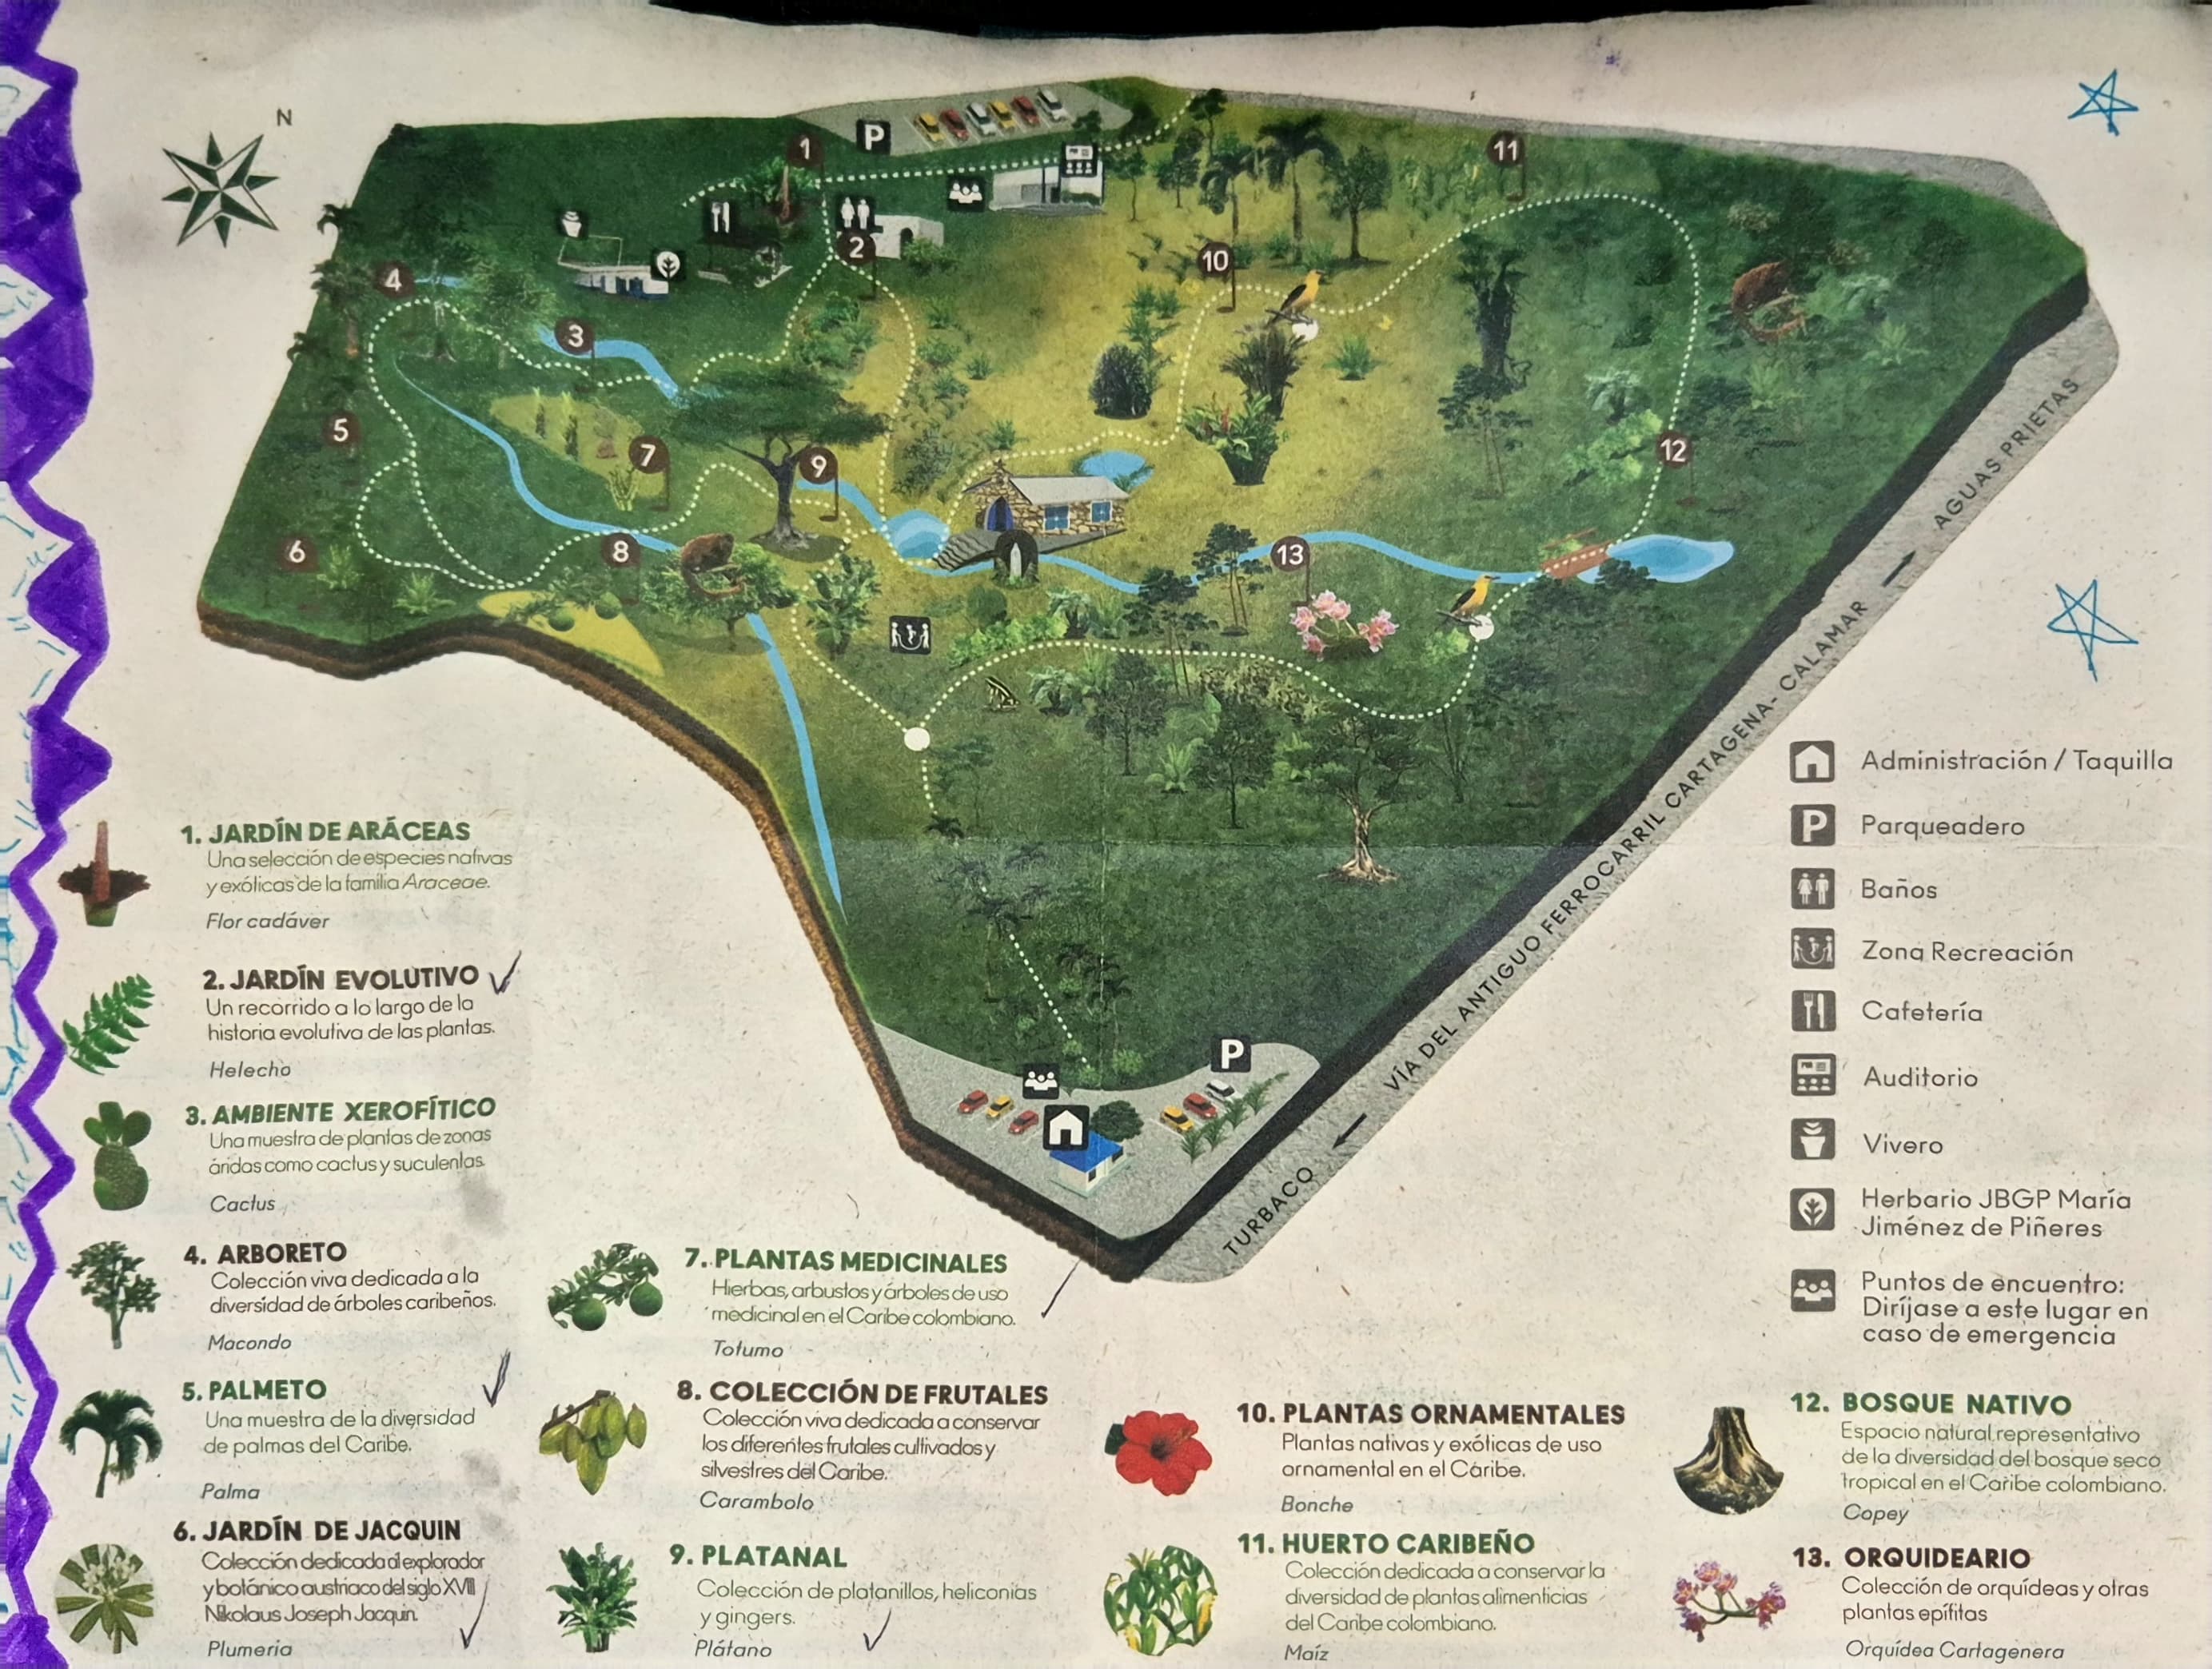 N
P
1
11
2
10
4
3
5
7
9
12
6
8
13
AGUAS PRIETAS
VÍA DEL ANTIGUO FERROCARRIL CARTAGENA- CALAMAR
TURBACO
P
Administración / Taquilla
P Parqueadero
Baños
Zona Recreación
Cafetería
Auditorio
Vivero
Herbario JBGP María
Jiménez de Piñeres
Puntos de encuentro:
Diríjase a este lugar en
caso de emergencia
1. JARDÍN DE ARÁCEAS
Una selección de especies nativas
y exóticas de la familia Araceae.
Flor cadáver
2. JARDÍN EVOLUTIVO
Un recorrido a lo largo de la
historia evolutiva de las plantas.
Helecho
3. AMBIENTE XEROFÍTICO
Una muestra de plantas de zonas
áridas como cactus y suculentas.
Cactus
4. ARBORETO
Colección viva dedicada a la
diversidad de árboles caribeños.
Macondo
5. PALMETO
Una muestra de la diversidad
de palmas del Caribe.
Palma
6. JARDÍN DE JACQUIN
Colección dedicada al explorador
y botánico austriaco del siglo XVIII
Nikolaus Joseph Jacquin.
Plumeria
7. PLANTAS MEDICINALES
Hierbas, arbustos y árboles de uso
medicinal en el Caribe colombiano.
Totumo
8. COLECCIÓN DE FRUTALES
Colección viva dedicada a conservar
los diferentes frutales cultivados y
silvestres del Caribe.
Carambolo
9. PLATANAL
Colección de platanillos, heliconias
y gingers.
Plátano
10. PLANTAS ORNAMENTALES
Plantas nativas y exóticas de uso
ornamental en el Caribe.
Bonche
11. HUERTO CARIBEÑO
Colección dedicada a conservar la
diversidad de plantas alimenticias
del Caribe colombiano.
Maíz
12. BOSQUE NATIVO
Espacio natural representativo
de la diversidad del bosque seco
tropical en el Caribe colombiano.
Copey
13. ORQUIDEARIO
Colección de orquídeas y otras
plantas epífitas
Orquídea Cartagenera